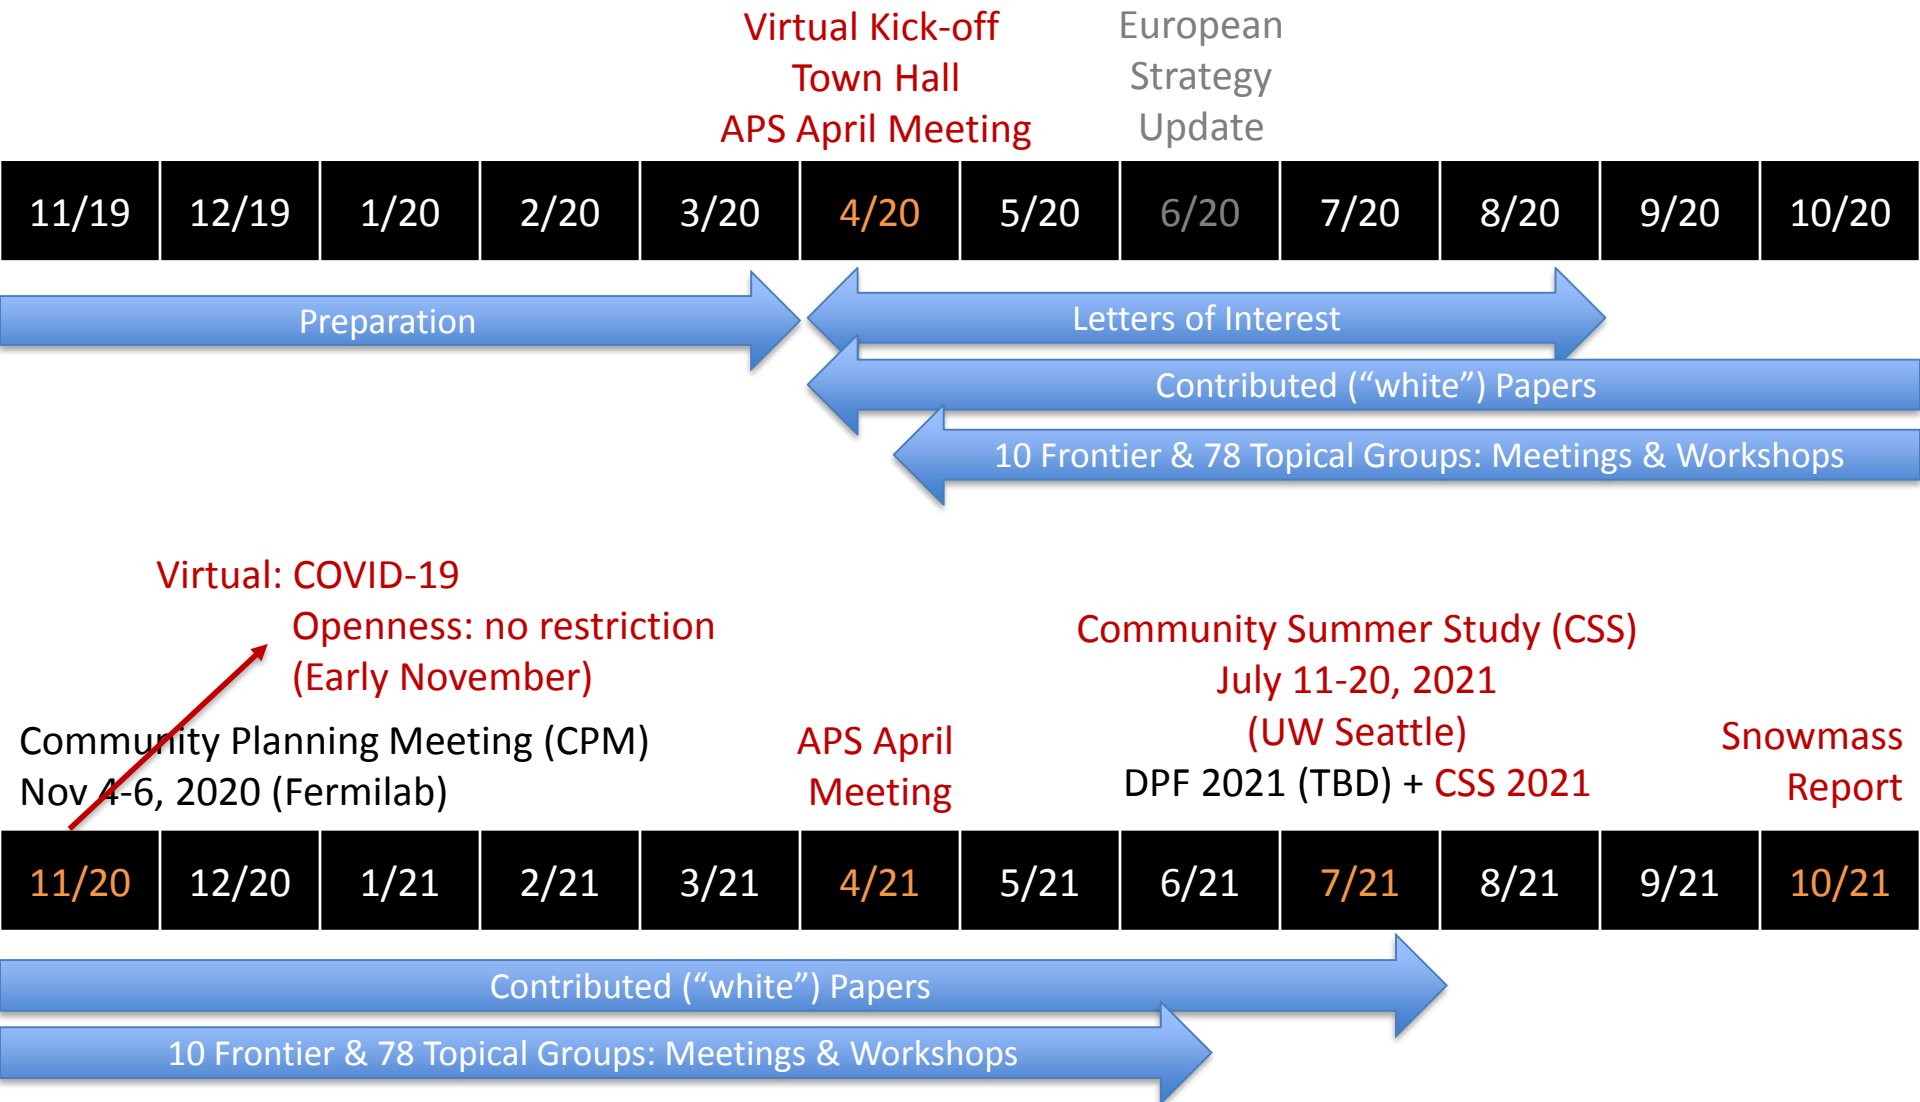 Virtual Kick-off
Town Hall
APS April Meeting
European
Strategy
Update
11/19 12/19 1/20 2/20 3/20 4/20 5/20 6/20 7/20 8/20 9/20 10/20
Preparation
Letters of Interest
Contributed (“white”) Papers
10 Frontier & 78 Topical Groups: Meetings & Workshops
Virtual: COVID-19
Openness: no restriction
(Early November)
Community Planning Meeting (CPM)
Nov 4-6, 2020 (Fermilab)
APS April
Meeting
Community Summer Study (CSS)
July 11-20, 2021
(UW Seattle)
DPF 2021 (TBD) + CSS 2021
Snowmass
Report
11/20 12/20 1/21 2/21 3/21 4/21 5/21 6/21 7/21 8/21 9/21 10/21
Contributed (“white”) Papers
10 Frontier & 78 Topical Groups: Meetings & Workshops